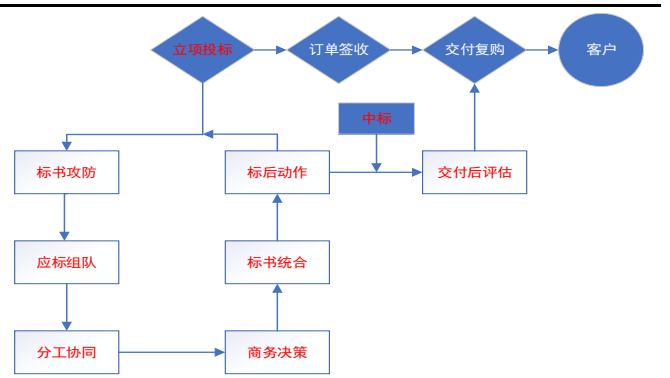 立项投标
订单签收
交付复购
客户
中标
标书攻防
标后动作
交付后评估
应标组队
标书统合
分工协同
商务决策